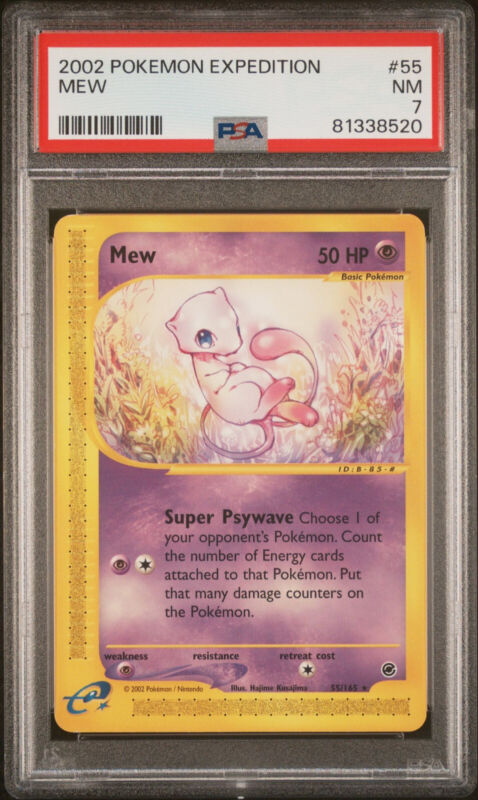 2002 POKEMON EXPEDITION #55
MEW NM
7
PSA 81338520
Mew 50 HP
Basic Pokémon
ID:B-85-#
Super Psywave Choose 1 of
your opponent's Pokémon. Count
the number of Energy cards
attached to that Pokémon. Put
that many damage counters on
the Pokémon.
weakness resistance retreat cost
© 2002 Pokémon / Nintendo Illus. Hajime Kusajima 55/165 ★
e
PSA